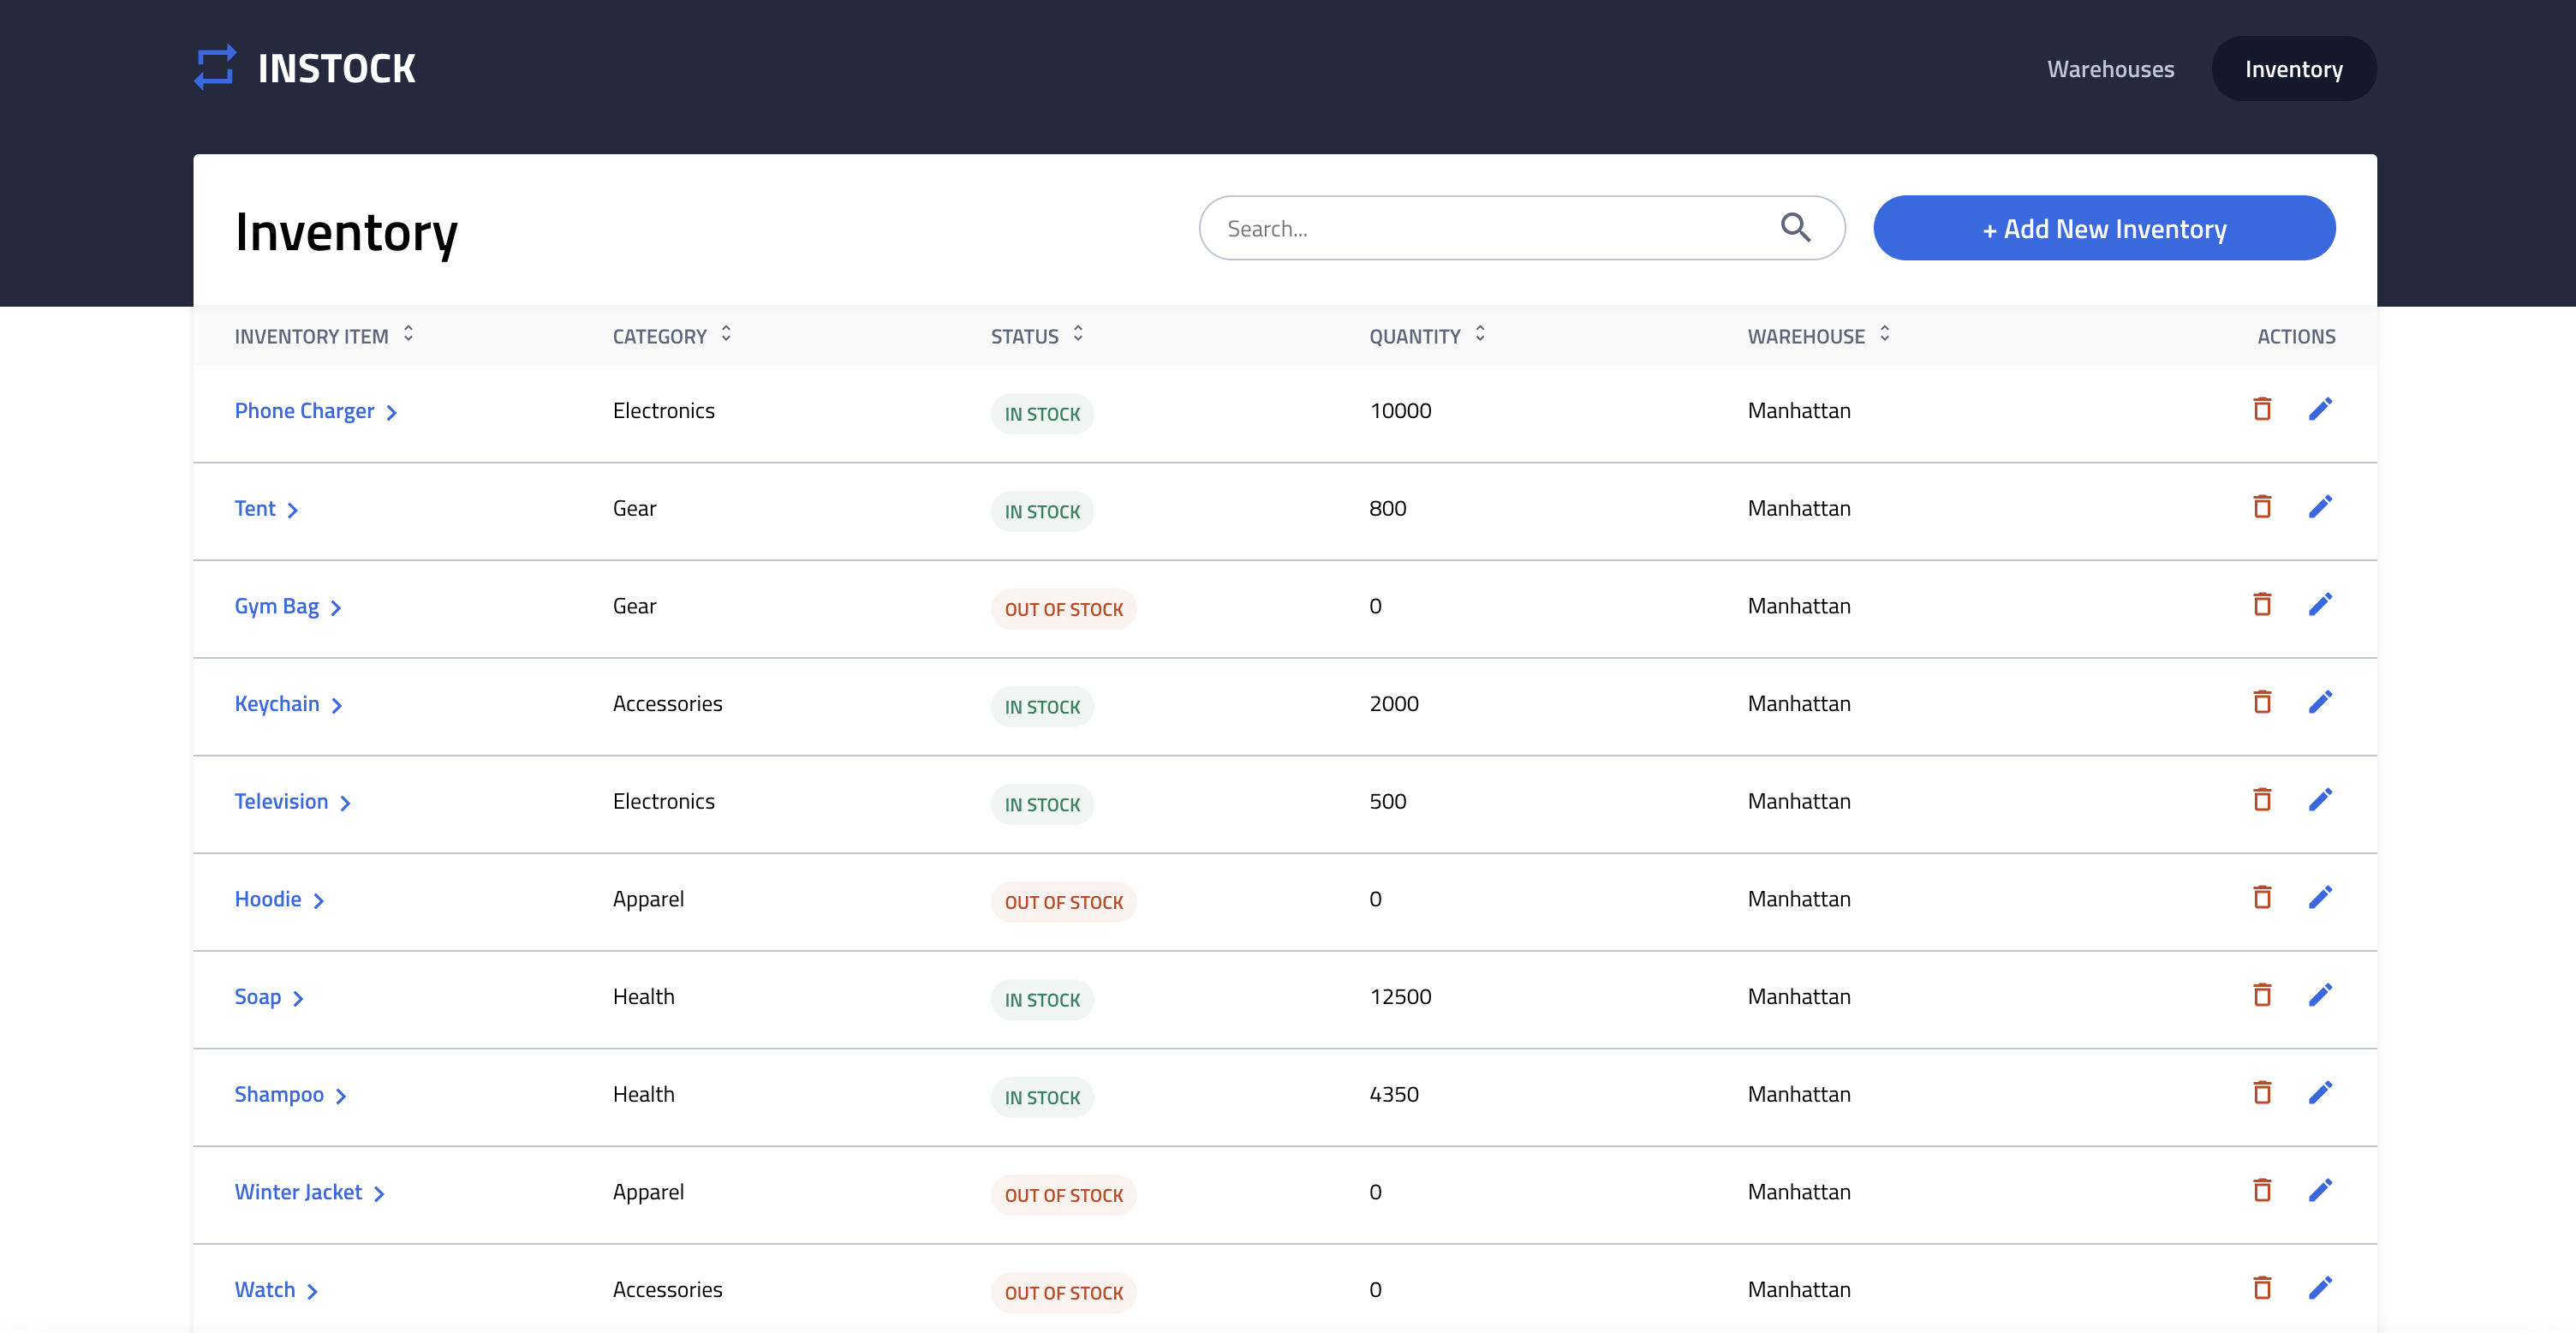 INSTOCK
Warehouses Inventory
Inventory
Search...
+ Add New Inventory
INVENTORY ITEM CATEGORY STATUS QUANTITY WAREHOUSE ACTIONS
Phone Charger Electronics IN STOCK 10000 Manhattan
Tent Gear IN STOCK 800 Manhattan
Gym Bag Gear OUT OF STOCK 0 Manhattan
Keychain Accessories IN STOCK 2000 Manhattan
Television Electronics IN STOCK 500 Manhattan
Hoodie Apparel OUT OF STOCK 0 Manhattan
Soap Health IN STOCK 12500 Manhattan
Shampoo Health IN STOCK 4350 Manhattan
Winter Jacket Apparel OUT OF STOCK 0 Manhattan
Watch Accessories OUT OF STOCK 0 Manhattan